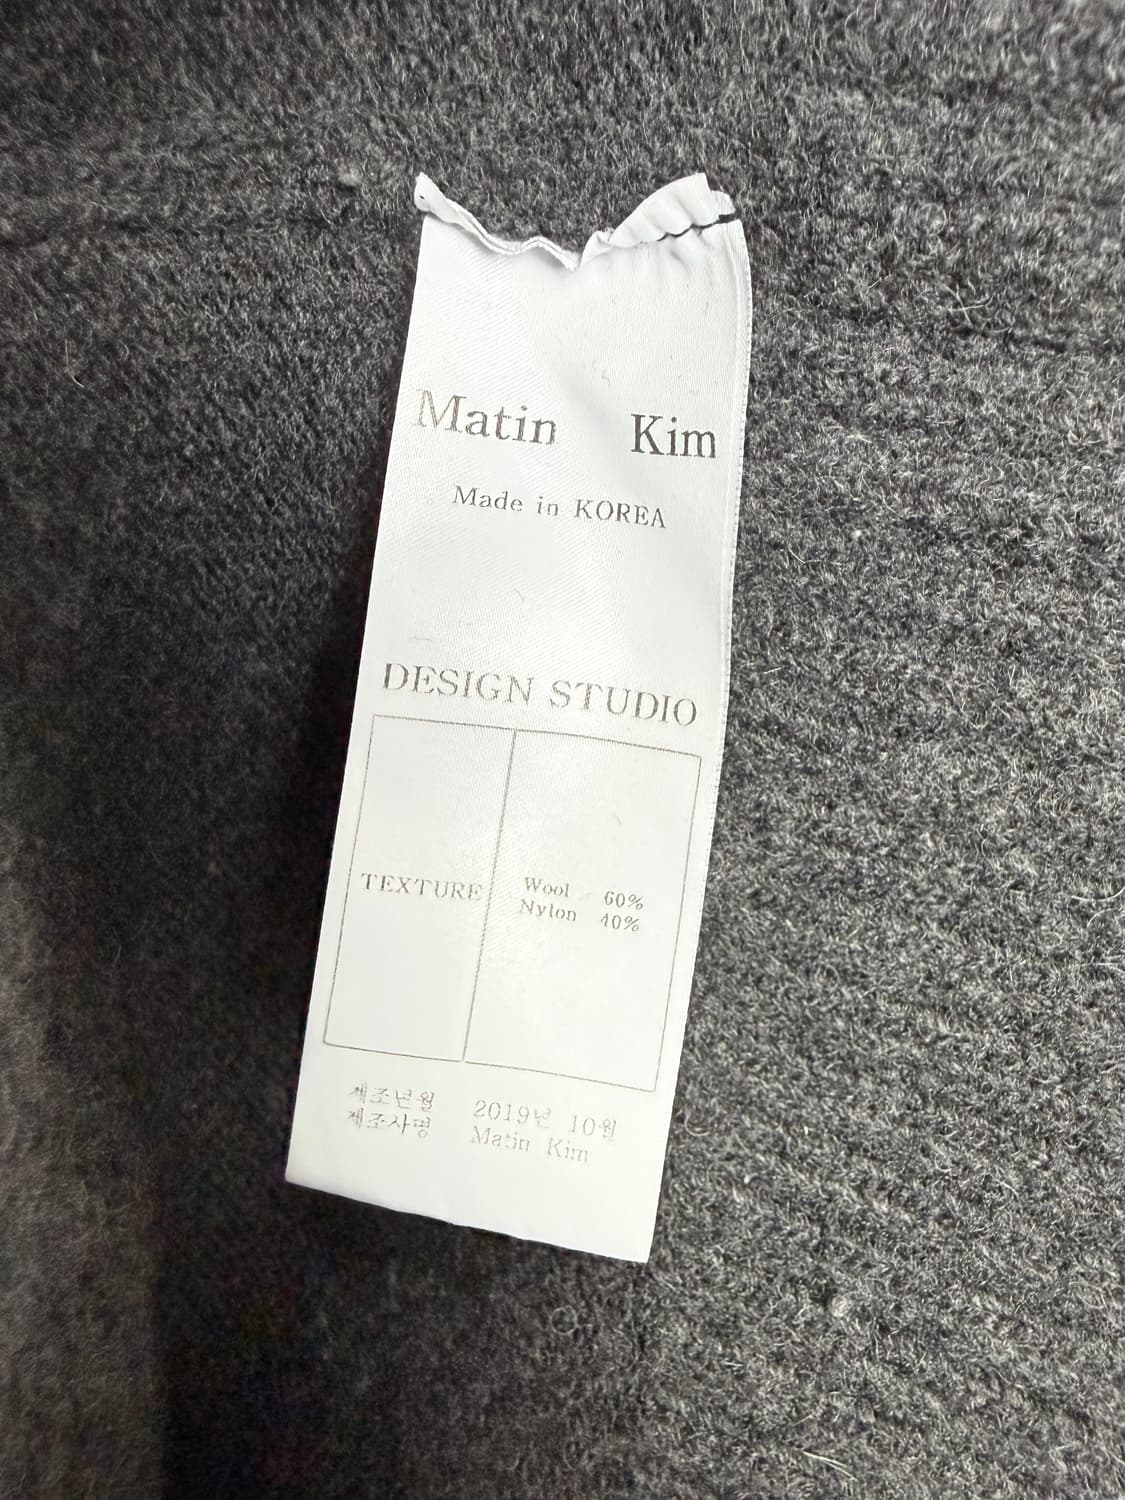 Matin Kim
Made in KOREA
DESIGN STUDIO
TEXTURE
Wool 60%
Nylon 40%
제조년월 2019년 10월
제조사명 Matin Kim